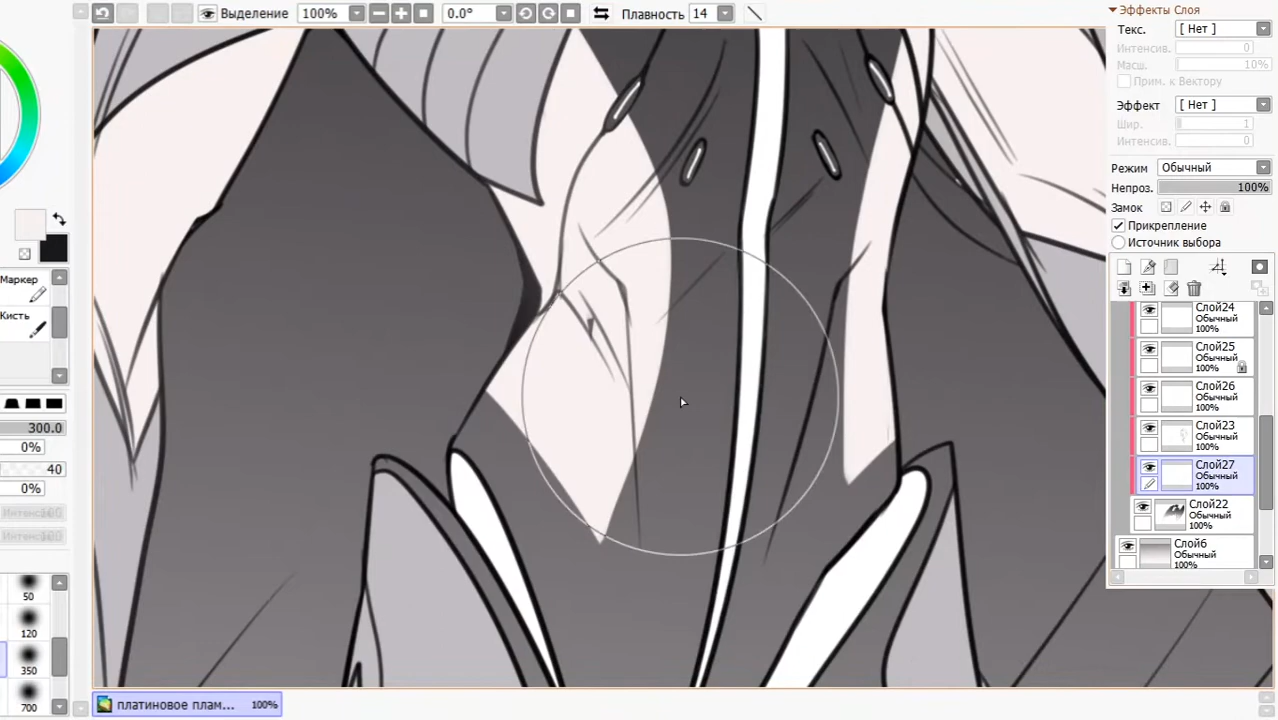 Выделение 100% 0.0° Плавность 14
Маркер
Кисть
300.0
0%
40
0%
50
120
350
700
Эффекты Слоя
Текс. [ Нет ]
Интенсив. 0
Масш. 10%
Прим. к Вектору
Эффект [ Нет ]
Шир. 1
Интенсив. 0
Режим Обычный
Непроз. 100%
Замок
Прикрепление
Источник выбора
Слой24
Обычный
100%
Слой25
Обычный
100%
Слой26
Обычный
100%
Слой23
Обычный
100%
Слой27
Обычный
100%
Слой22
Обычный
100%
Слой6
Обычный
100%
платиновое плам... 100%